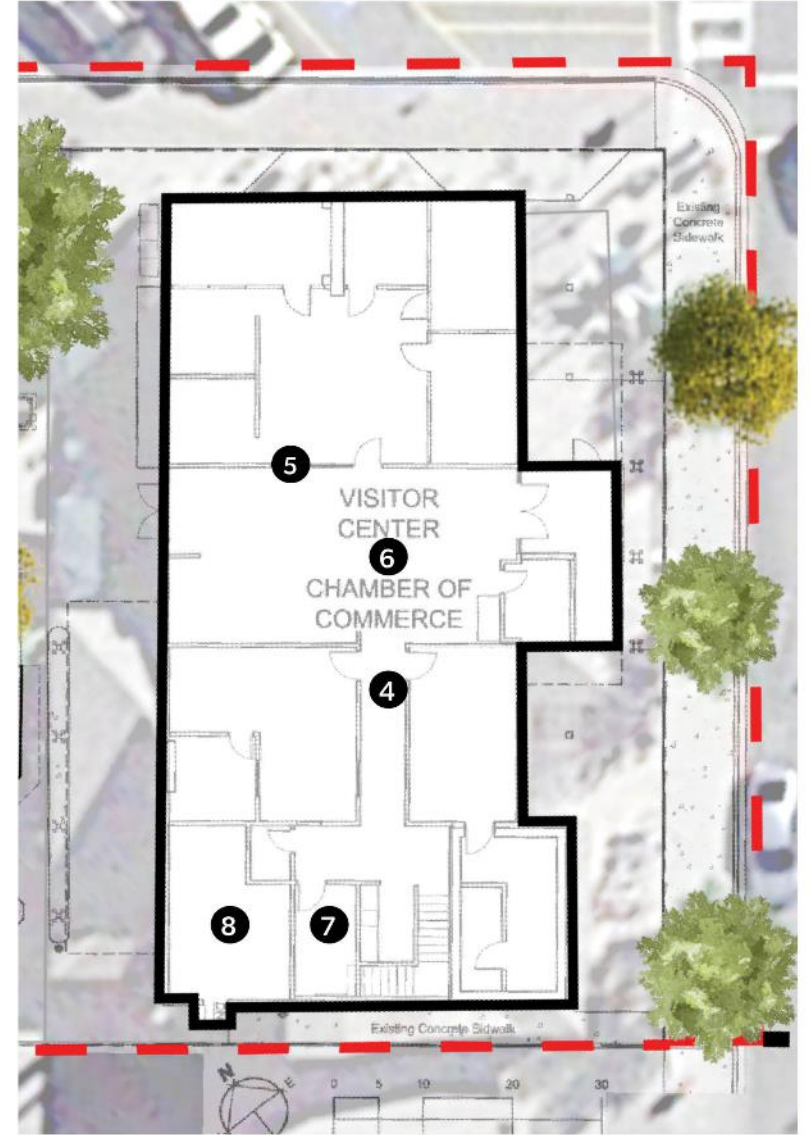 Existing
Concrete
Sidewalk
5
VISITOR
CENTER
6
CHAMBER OF
COMMERCE
4
8
7
Existing Concrete Sidwalk
N
E
0 5 10 20 30